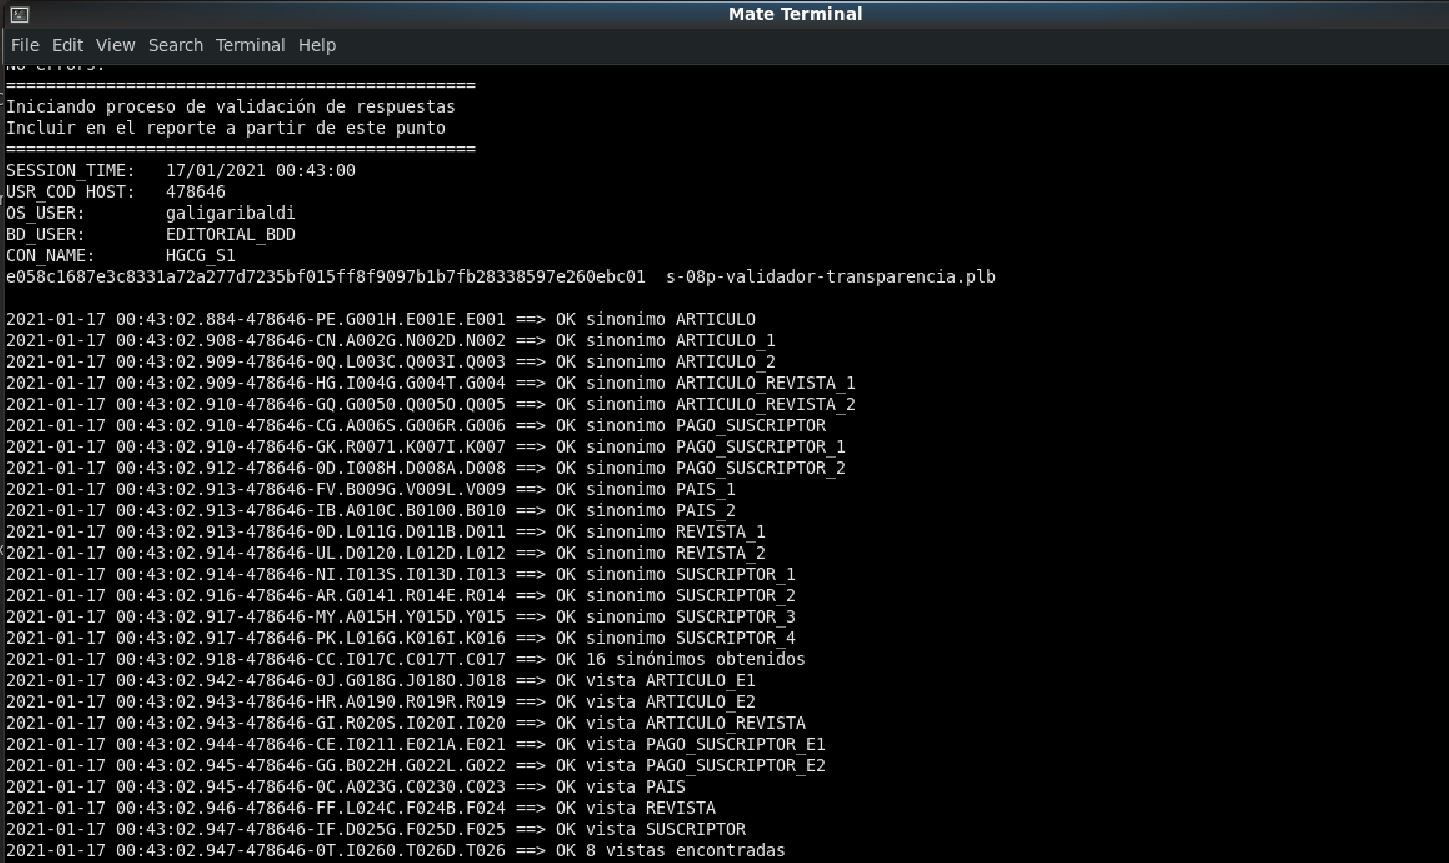 Mate Terminal
File Edit View Search Terminal Help
No errors.
===============================================
Iniciando proceso de validación de respuestas
Incluir en el reporte a partir de este punto
===============================================
SESSION_TIME: 17/01/2021 00:43:00
USR_COD_HOST: 478646
OS_USER: galigaribaldi
BD_USER: EDITORIAL_BDD
CON_NAME: HGCG_S1
e058c1687e3c8331a72a277d7235bf015ff8f9097b1b7fb28338597e260ebc01 s-08p-validador-transparencia.plb
2021-01-17 00:43:02.884-478646-PE.G001H.E001E.E001 ==> OK sinonimo ARTICULO
2021-01-17 00:43:02.908-478646-CN.A002G.N002D.N002 ==> OK sinonimo ARTICULO_1
2021-01-17 00:43:02.909-478646-0Q.L003C.Q003I.Q003 ==> OK sinonimo ARTICULO_2
2021-01-17 00:43:02.909-478646-HG.I004G.G004T.G004 ==> OK sinonimo ARTICULO_REVISTA_1
2021-01-17 00:43:02.910-478646-GQ.G0050.Q005O.Q005 ==> OK sinonimo ARTICULO_REVISTA_2
2021-01-17 00:43:02.910-478646-CG.A006S.G006R.G006 ==> OK sinonimo PAGO_SUSCRIPTOR
2021-01-17 00:43:02.910-478646-GK.R0071.K007I.K007 ==> OK sinonimo PAGO_SUSCRIPTOR_1
2021-01-17 00:43:02.912-478646-0D.I008H.D008A.D008 ==> OK sinonimo PAGO_SUSCRIPTOR_2
2021-01-17 00:43:02.913-478646-FV.B009G.V009L.V009 ==> OK sinonimo PAIS_1
2021-01-17 00:43:02.913-478646-IB.A010C.B0100.B010 ==> OK sinonimo PAIS_2
2021-01-17 00:43:02.913-478646-0D.L011G.D011B.D011 ==> OK sinonimo REVISTA_1
2021-01-17 00:43:02.914-478646-UL.D0120.L012D.L012 ==> OK sinonimo REVISTA_2
2021-01-17 00:43:02.914-478646-NI.I013S.I013D.I013 ==> OK sinonimo SUSCRIPTOR_1
2021-01-17 00:43:02.916-478646-AR.G0141.R014E.R014 ==> OK sinonimo SUSCRIPTOR_2
2021-01-17 00:43:02.917-478646-MY.A015H.Y015D.Y015 ==> OK sinonimo SUSCRIPTOR_3
2021-01-17 00:43:02.917-478646-PK.L016G.K016I.K016 ==> OK sinonimo SUSCRIPTOR_4
2021-01-17 00:43:02.918-478646-CC.I017C.C017T.C017 ==> OK 16 sinónimos obtenidos
2021-01-17 00:43:02.942-478646-0J.G018G.J018O.J018 ==> OK vista ARTICULO_E1
2021-01-17 00:43:02.943-478646-HR.A0190.R019R.R019 ==> OK vista ARTICULO_E2
2021-01-17 00:43:02.943-478646-GI.R020S.I020I.I020 ==> OK vista ARTICULO_REVISTA
2021-01-17 00:43:02.944-478646-CE.I0211.E021A.E021 ==> OK vista PAGO_SUSCRIPTOR_E1
2021-01-17 00:43:02.945-478646-GG.B022H.G022L.G022 ==> OK vista PAGO_SUSCRIPTOR_E2
2021-01-17 00:43:02.945-478646-0C.A023G.C0230.C023 ==> OK vista PAIS
2021-01-17 00:43:02.946-478646-FF.L024C.F024B.F024 ==> OK vista REVISTA
2021-01-17 00:43:02.947-478646-IF.D025G.F025D.F025 ==> OK vista SUSCRIPTOR
2021-01-17 00:43:02.947-478646-0T.I0260.T026D.T026 ==> OK 8 vistas encontradas